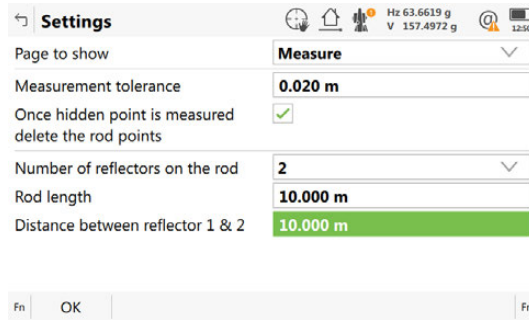 Settings
Hz 63.6619 g
V 157.4972 g
12:50
Page to show
Measure
Measurement tolerance
0.020 m
Once hidden point is measured
delete the rod points
Number of reflectors on the rod
2
Rod length
10.000 m
Distance between reflector 1 & 2
10.000 m
Fn
OK